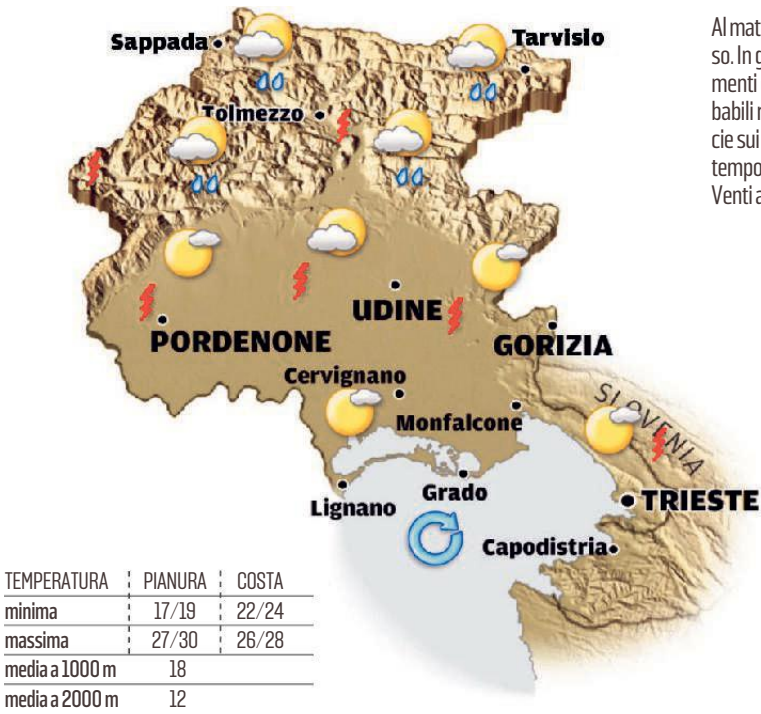 Sappada
Tarvisio
Tolmezzo
UDINE
PORDENONE
GORIZIA
Cervignano
Monfalcone
SLOVENIA
Lignano
Grado
TRIESTE
Capodistria
Al mat
so. In g
menti
babili r
cie sui
tempo
Venti a
TEMPERATURA PIANURA COSTA
minima 17/19 22/24
massima 27/30 26/28
media a 1000 m 18
media a 2000 m 12